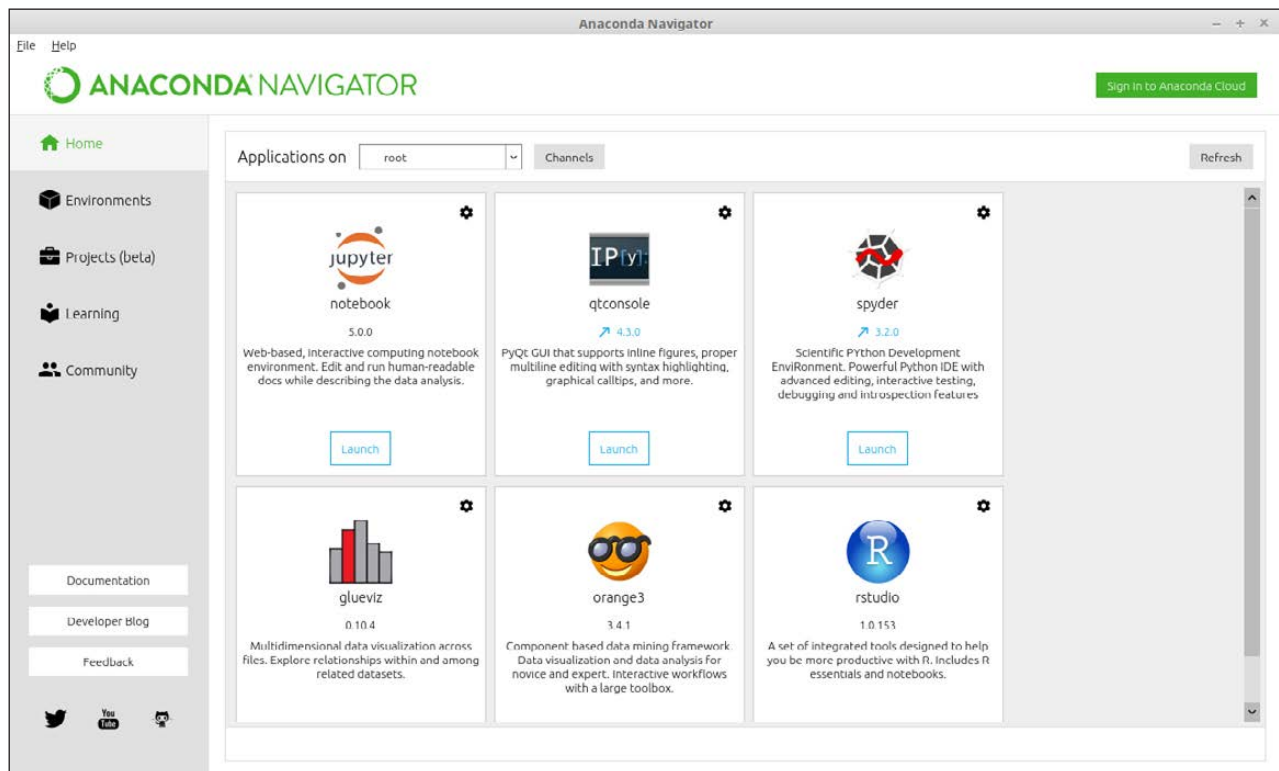 Anaconda Navigator
File Help
ANACONDA NAVIGATOR
Sign in to Anaconda Cloud
Home
Environments
Projects (beta)
Learning
Community
Documentation
Developer Blog
Feedback
You
Tube
Applications on root Channels Refresh
jupyter
notebook
5.0.0
Web-based, interactive computing notebook
environment. Edit and run human-readable
docs while describing the data analysis.
Launch
IP[y]:
qtconsole
4.3.0
PyQt GUI that supports inline figures, proper
multiline editing with syntax highlighting,
graphical calltips, and more.
Launch
spyder
3.2.0
Scientific PYthon Development
EnviRonment. Powerful Python IDE with
advanced editing, interactive testing,
debugging and introspection features
Launch
glueviz
0.10.4
Multidimensional data visualization across
files. Explore relationships within and among
related datasets.
orange3
3.4.1
Component based data mining framework.
Data visualization and data analysis for
novice and expert. Interactive workflows
with a large toolbox.
R
rstudio
1.0.153
A set of integrated tools designed to help
you be more productive with R. Includes R
essentials and notebooks.